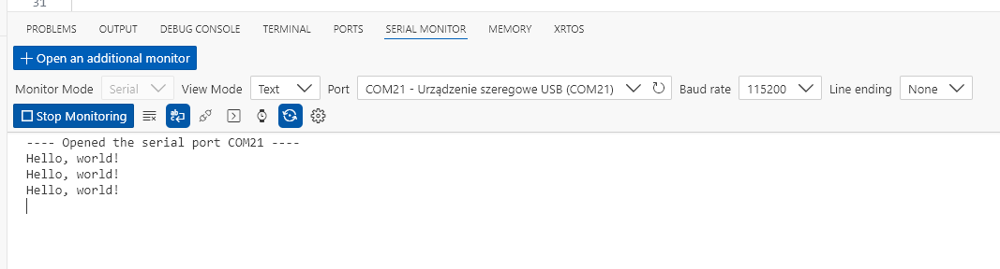 31
PROBLEMS OUTPUT DEBUG CONSOLE TERMINAL PORTS SERIAL MONITOR MEMORY XRTOS
+ Open an additional monitor
Monitor Mode Serial View Mode Text Port COM21 - Urządzenie szeregowe USB (COM21) Baud rate 115200 Line ending None
Stop Monitoring
---- Opened the serial port COM21 ----
Hello, world!
Hello, world!
Hello, world!